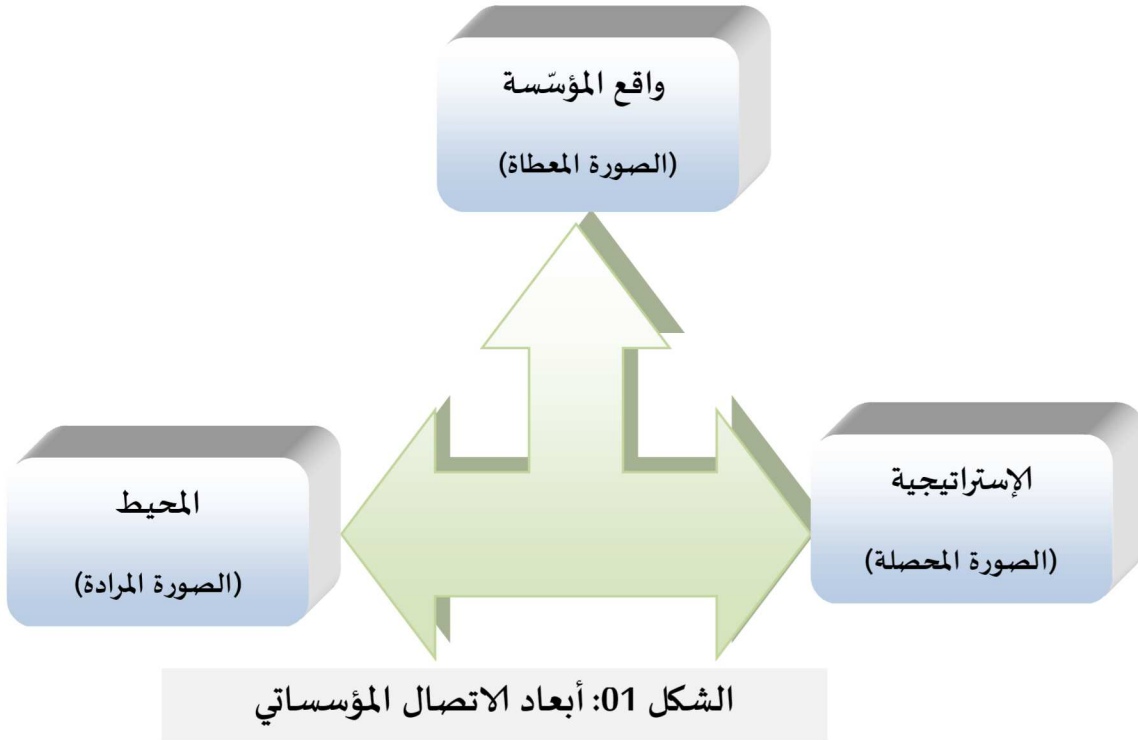 واقع المؤسّسة
(الصورة المعطاة)
الإستراتيجية
(الصورة المحصلة)
المحيط
(الصورة المرادة)
الشكل 01: أبعاد الاتصال المؤسساتي